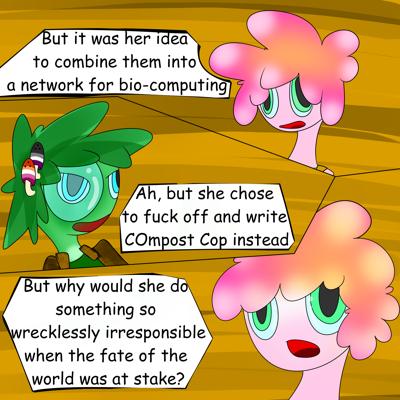 But it was her idea
to combine them into
a network for bio-computing
Ah, but she chose
to fuck off and write
COmpost Cop instead
But why would she do
something so
wrecklessly irresponsible
when the fate of the
world was at stake?